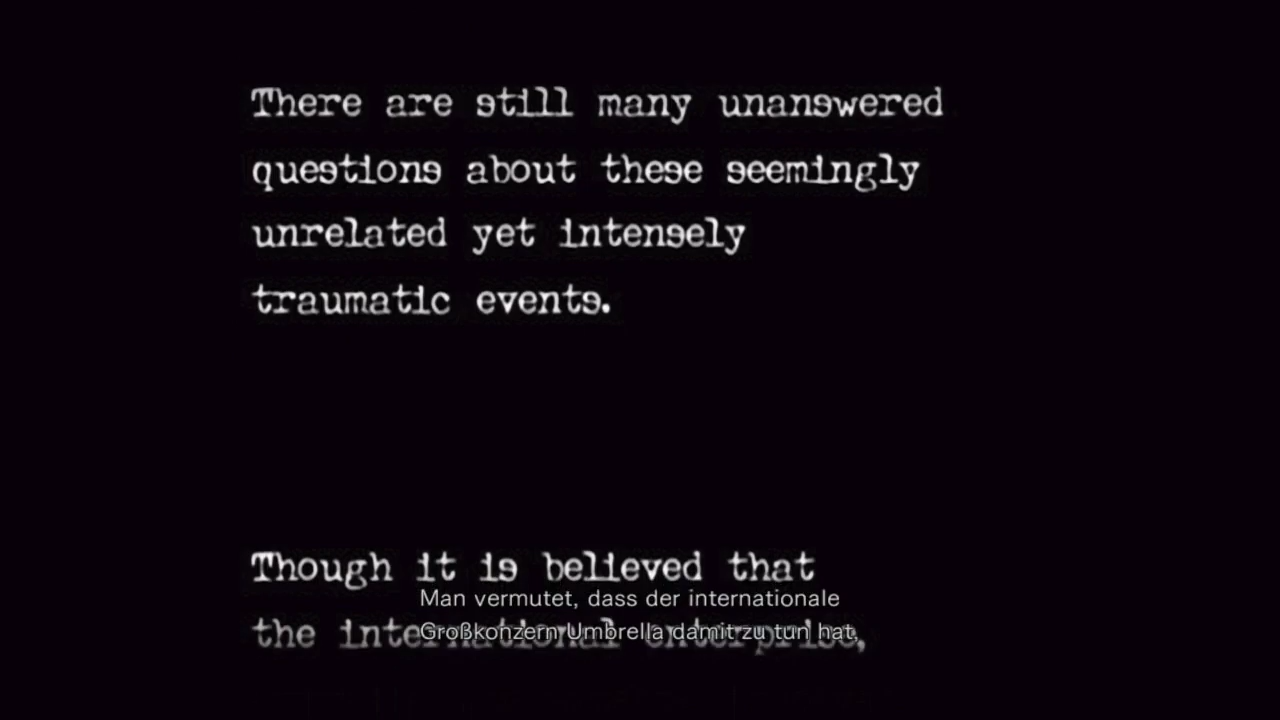 There are still many unanswered
questions about these seemingly
unrelated yet intensely
traumatic events.
Though it is believed that
Man vermutet, dass der internationale
the international enterprise,
Großkonzern Umbrella damit zu tun hat,